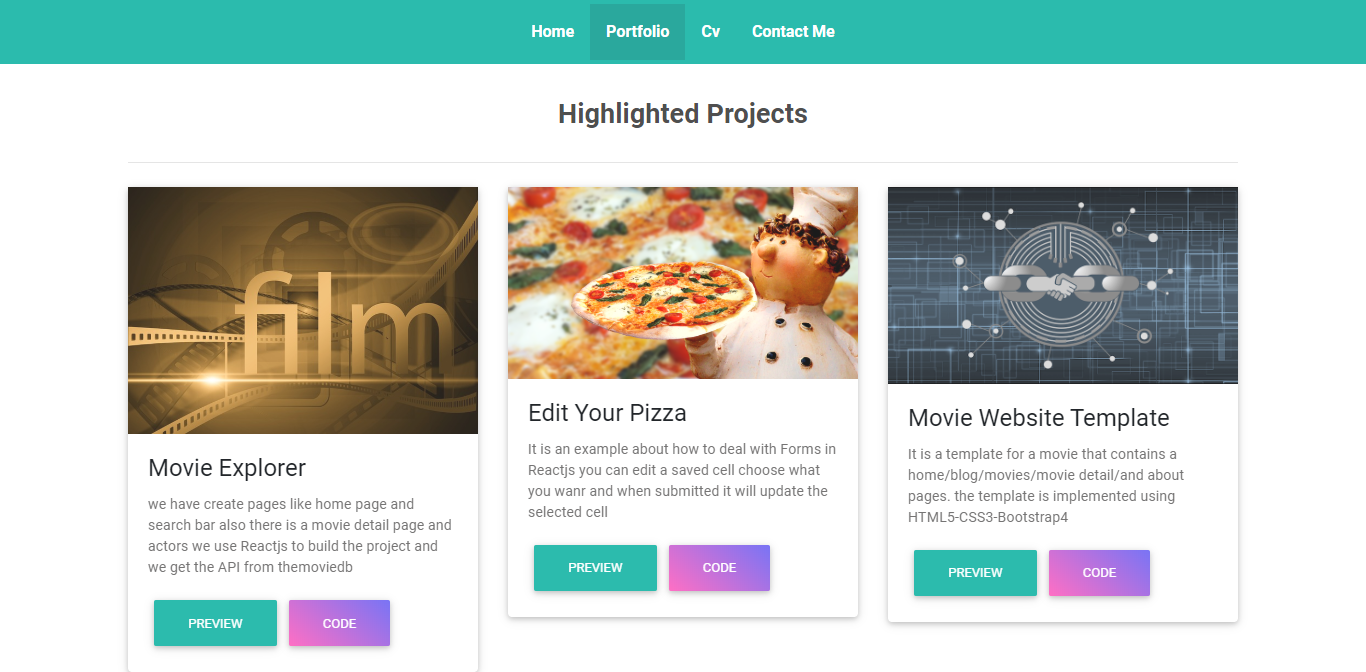 Home Portfolio Cv Contact Me
Highlighted Projects
film
Movie Explorer
we have create pages like home page and
search bar also there is a movie detail page and
actors we use Reactjs to build the project and
we get the API from themoviedb
PREVIEW CODE
Edit Your Pizza
It is an example about how to deal with Forms in
Reactjs you can edit a saved cell choose what
you wanr and when submitted it will update the
selected cell
PREVIEW CODE
Movie Website Template
It is a template for a movie that contains a
home/blog/movies/movie detail/and about
pages. the template is implemented using
HTML5-CSS3-Bootstrap4
PREVIEW CODE